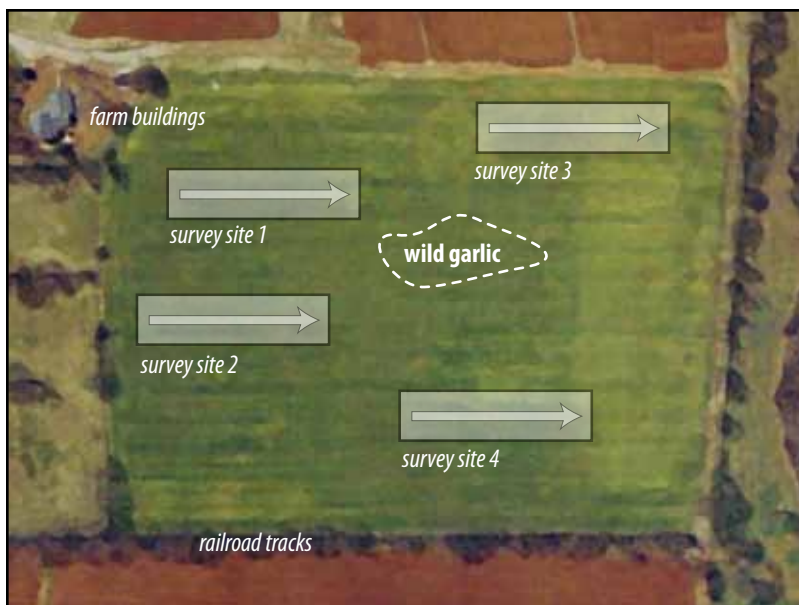 farm buildings
survey site 3
survey site 1
wild garlic
survey site 2
survey site 4
railroad tracks